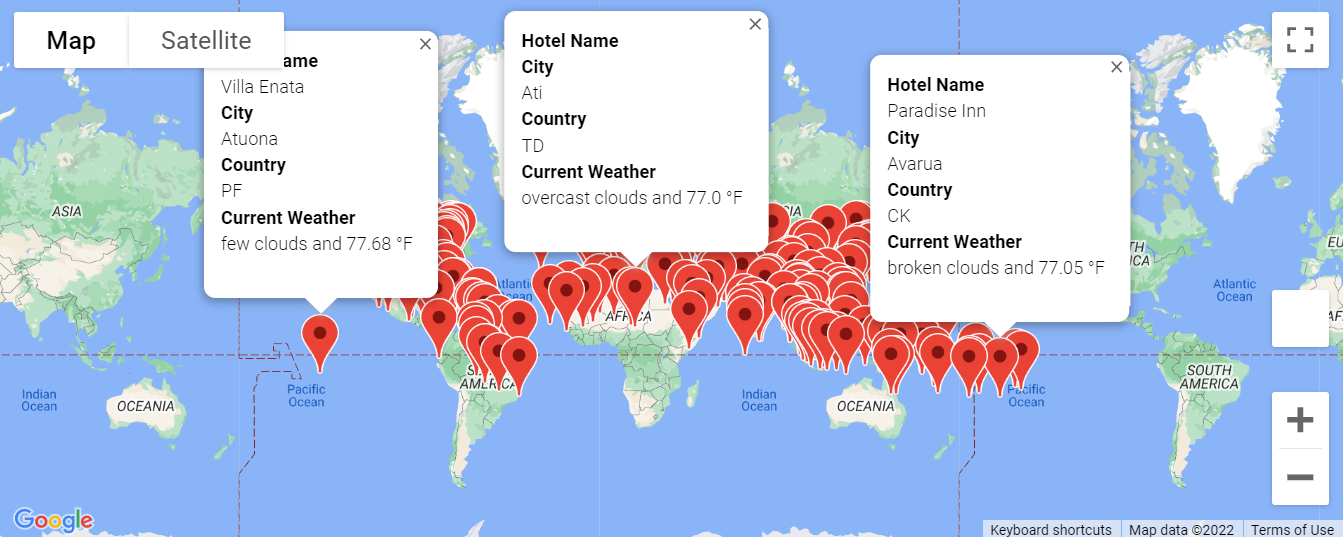 Map
Satellite
ame
Villa Enata
City
Atuona
Country
PF
Current Weather
few clouds and 77.68 °F
Hotel Name
City
Ati
Country
TD
Current Weather
overcast clouds and 77.0 °F
Hotel Name
Paradise Inn
City
Avarua
Country
CK
Current Weather
broken clouds and 77.05 °F
ASIA
Atlantic
Ocean
AFRICA
Atlantic
Ocean
Indian
Ocean
OCEANIA
Pacific
Ocean
Indian
Ocean
OCEANIA
Pacific
Ocean
SOUTH
AMERICA
Google
Keyboard shortcuts
Map data ©2022
Terms of Use